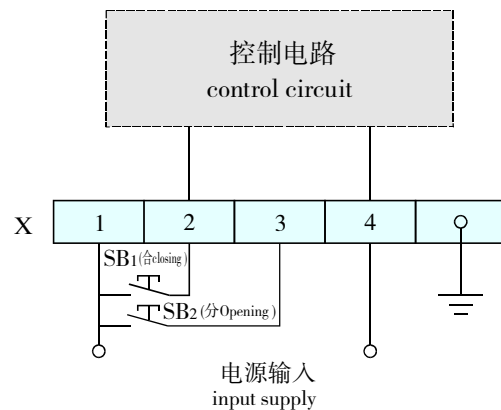 控制电路
control circuit
X 1 2 3 4
SB1(合closing)
SB2(分Opening)
电源输入
input supply